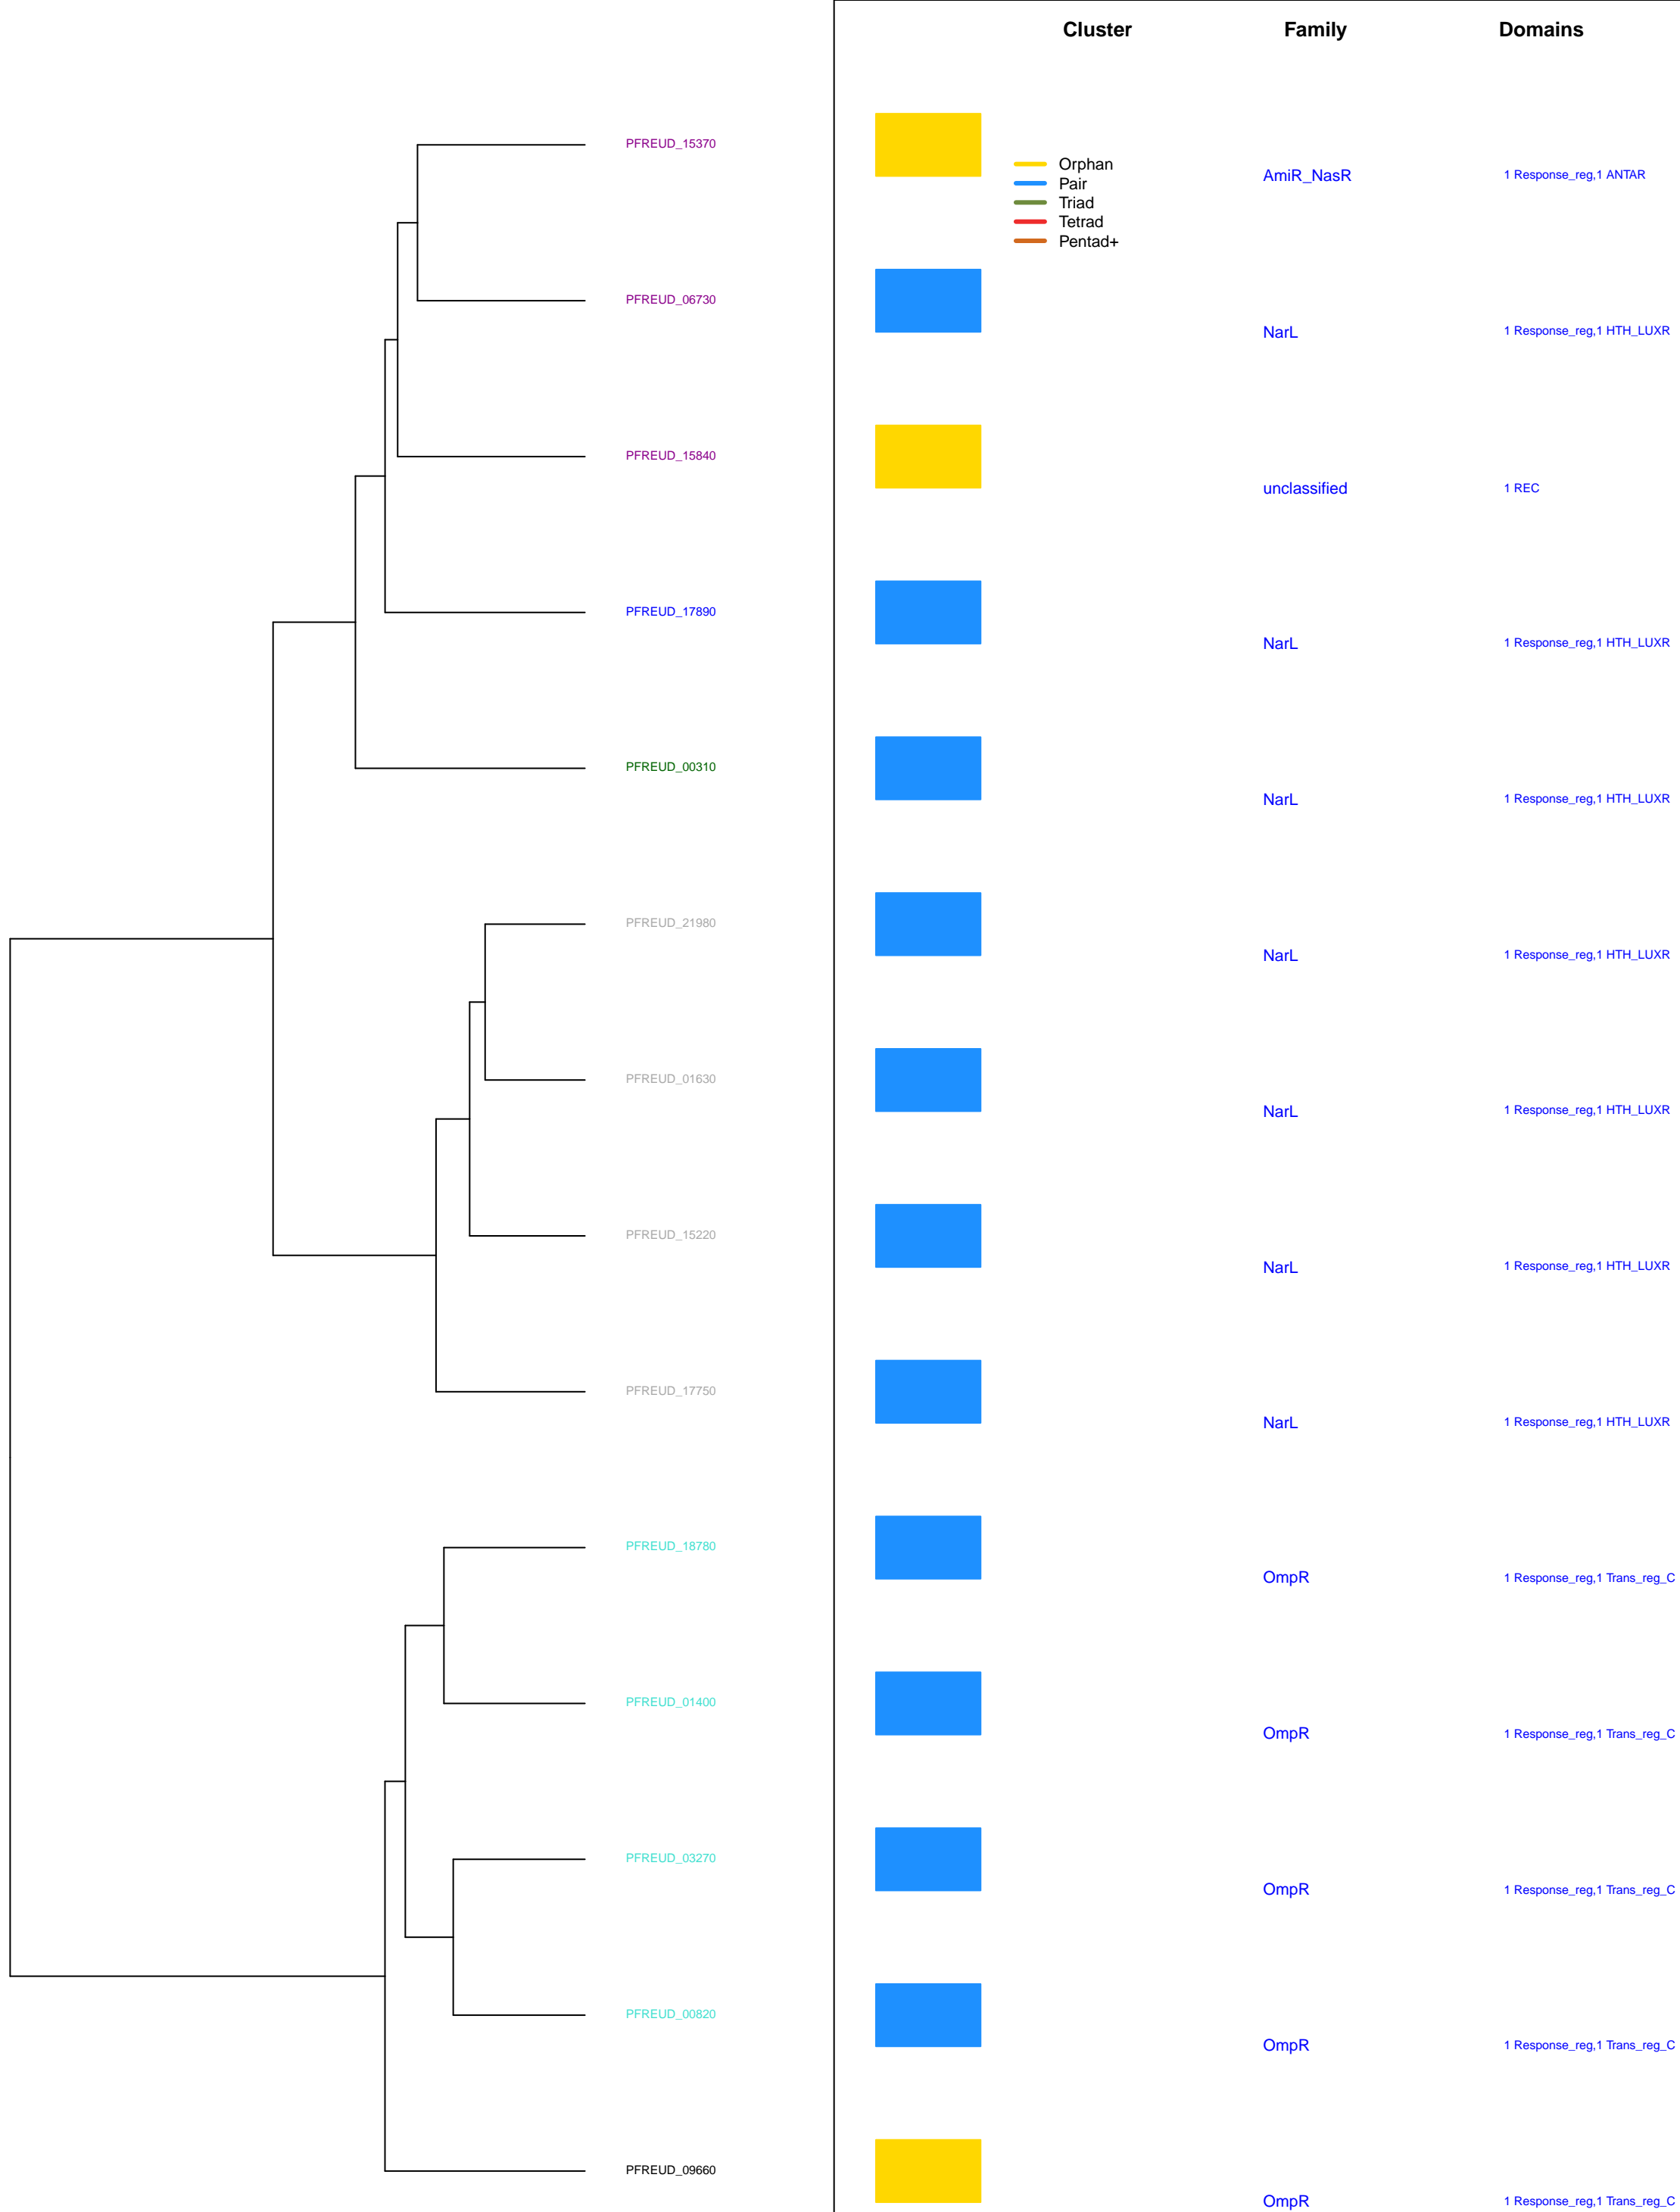 Cluster Family Domains
PFREUD_15370
Orphan
AmiR_NasR 1 Response_reg,1 ANTAR
Pair
Triad
Tetrad
Pentad+
PFREUD_06730
NarL 1 Response_reg,1 HTH_LUXR
PFREUD_15840
unclassified 1 REC
PFREUD_17890
NarL 1 Response_reg,1 HTH_LUXR
PFREUD_00310
NarL 1 Response_reg,1 HTH_LUXR
PFREUD_21980
NarL 1 Response_reg,1 HTH_LUXR
PFREUD_01630
NarL 1 Response_reg,1 HTH_LUXR
PFREUD_15220
NarL 1 Response_reg,1 HTH_LUXR
PFREUD_17750
NarL 1 Response_reg,1 HTH_LUXR
PFREUD_18780
OmpR 1 Response_reg,1 Trans_reg_C
PFREUD_01400
OmpR 1 Response_reg,1 Trans_reg_C
PFREUD_03270
OmpR 1 Response_reg,1 Trans_reg_C
PFREUD_00820
OmpR 1 Response_reg,1 Trans_reg_C
PFREUD_09660
OmpR 1 Response_reg,1 Trans_reg_C